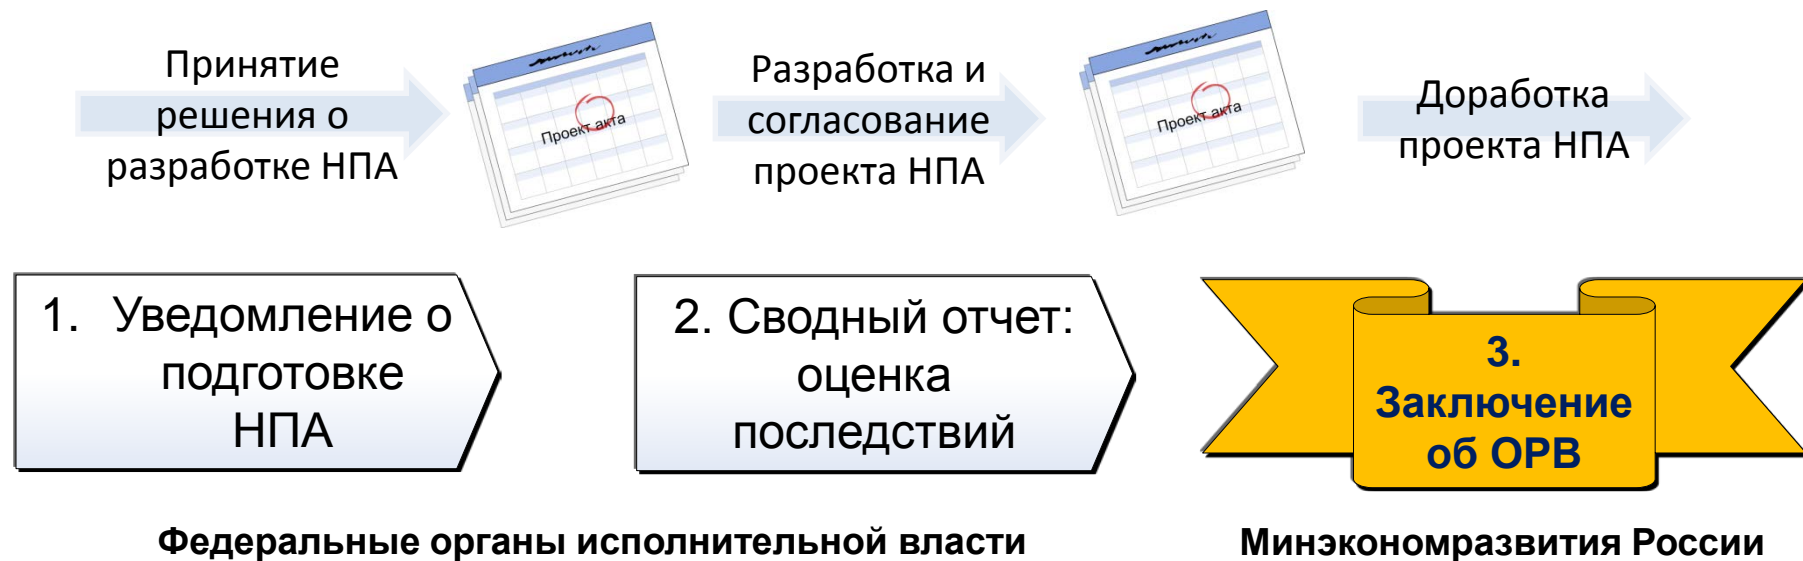 Принятие
решения о
разработке НПА
Проект акта
Разработка и
согласование
проекта НПА
Проект акта
Доработка
проекта НПА
1. Уведомление о
подготовке
НПА
2. Сводный отчет:
оценка
последствий
3.
Заключение
об ОРВ
Федеральные органы исполнительной власти
Минэкономразвития России